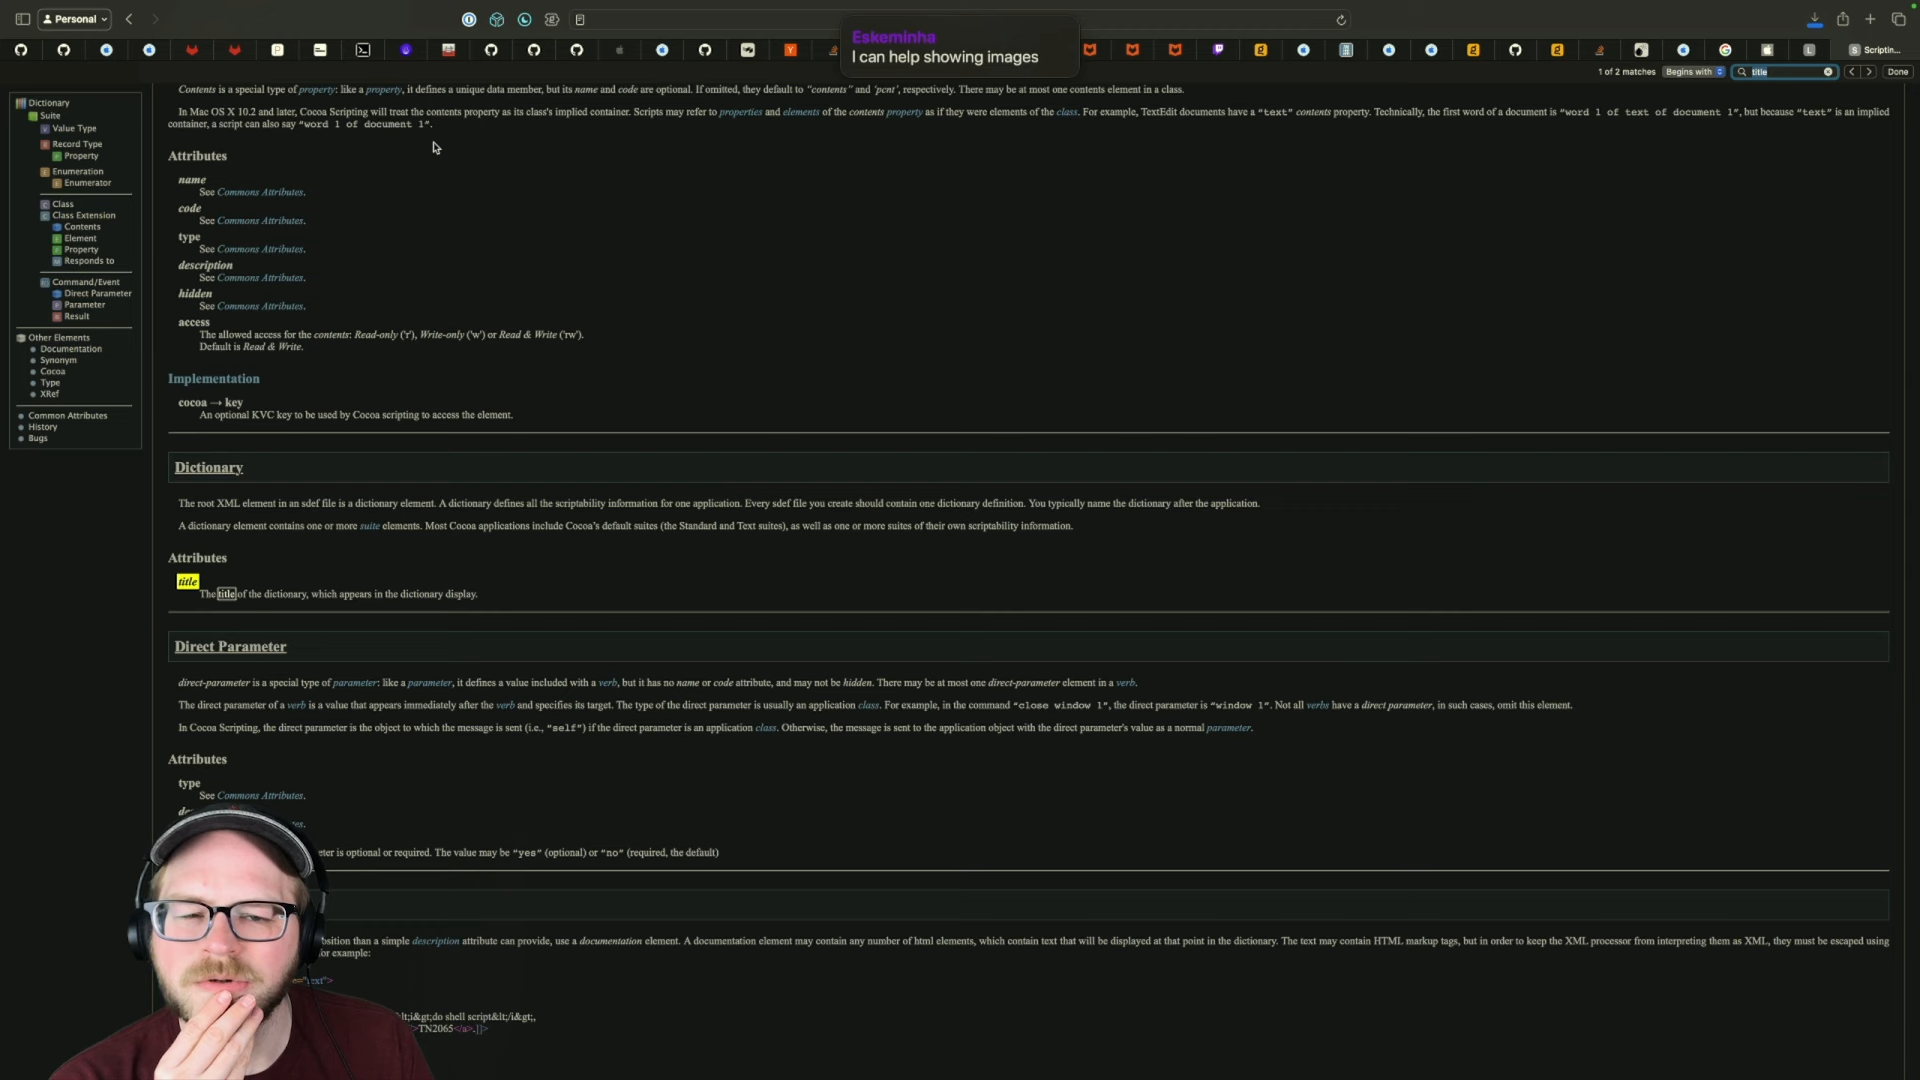 Personal
Eskeminha
I can help showing images
Scriptin...
1 of 2 matches
Begins with
title
Done
Dictionary
Suite
Value Type
Record Type
Property
Enumeration
Enumerator
Class
Class Extension
Contents
Element
Property
Responds to
Command/Event
Direct Parameter
Parameter
Result
Other Elements
Documentation
Synonym
Cocoa
Type
XRef
Common Attributes
History
Bugs
Contents is a special type of property: like a property, it defines a unique data member, but its name and code are optional. If omitted, they default to "contents" and 'pcnt', respectively. There may be at most one contents element in a class.
In Mac OS X 10.2 and later, Cocoa Scripting will treat the contents property as its class's implied container. Scripts may refer to properties and elements of the contents property as if they were elements of the class. For example, TextEdit documents have a "text" contents property. Technically, the first word of a document is "word 1 of text of document 1", but because "text" is an implied
container, a script can also say "word 1 of document 1".
Attributes
name
See Commons Attributes.
code
See Commons Attributes.
type
See Commons Attributes.
description
See Commons Attributes.
hidden
See Commons Attributes.
access
The allowed access for the contents: Read-only ('r'), Write-only ('w') or Read & Write ('rw').
Default is Read & Write.
Implementation
cocoa → key
An optional KVC key to be used by Cocoa scripting to access the element.
Dictionary
The root XML element in an sdef file is a dictionary element. A dictionary defines all the scriptability information for one application. Every sdef file you create should contain one dictionary definition. You typically name the dictionary after the application.
A dictionary element contains one or more suite elements. Most Cocoa applications include Cocoa's default suites (the Standard and Text suites), as well as one or more suites of their own scriptability information.
Attributes
title
The title of the dictionary, which appears in the dictionary display.
Direct Parameter
direct-parameter is a special type of parameter: like a parameter, it defines a value included with a verb, but it has no name or code attribute, and may not be hidden. There may be at most one direct-parameter element in a verb.
The direct parameter of a verb is a value that appears immediately after the verb and specifies its target. The type of the direct parameter is usually an application class. For example, in the command "close window 1", the direct parameter is "window 1". Not all verbs have a direct parameter, in such cases, omit this element.
In Cocoa Scripting, the direct parameter is the object to which the message is sent (i.e., "self") if the direct parameter is an application class. Otherwise, the message is sent to the application object with the direct parameter's value as a normal parameter.
Attributes
type
See Commons Attributes.
is optional or required. The value may be "yes" (optional) or "no" (required, the default)
than a simple description attribute can provide, use a documentation element. A documentation element may contain any number of html elements, which contain text that will be displayed at that point in the dictionary. The text may contain HTML markup tags, but in order to keep the XML processor from interpreting them as XML, they must be escaped using
example:
lt;i&gt;do shell script&lt;/i&gt;,
>TN2065</a>.]]>